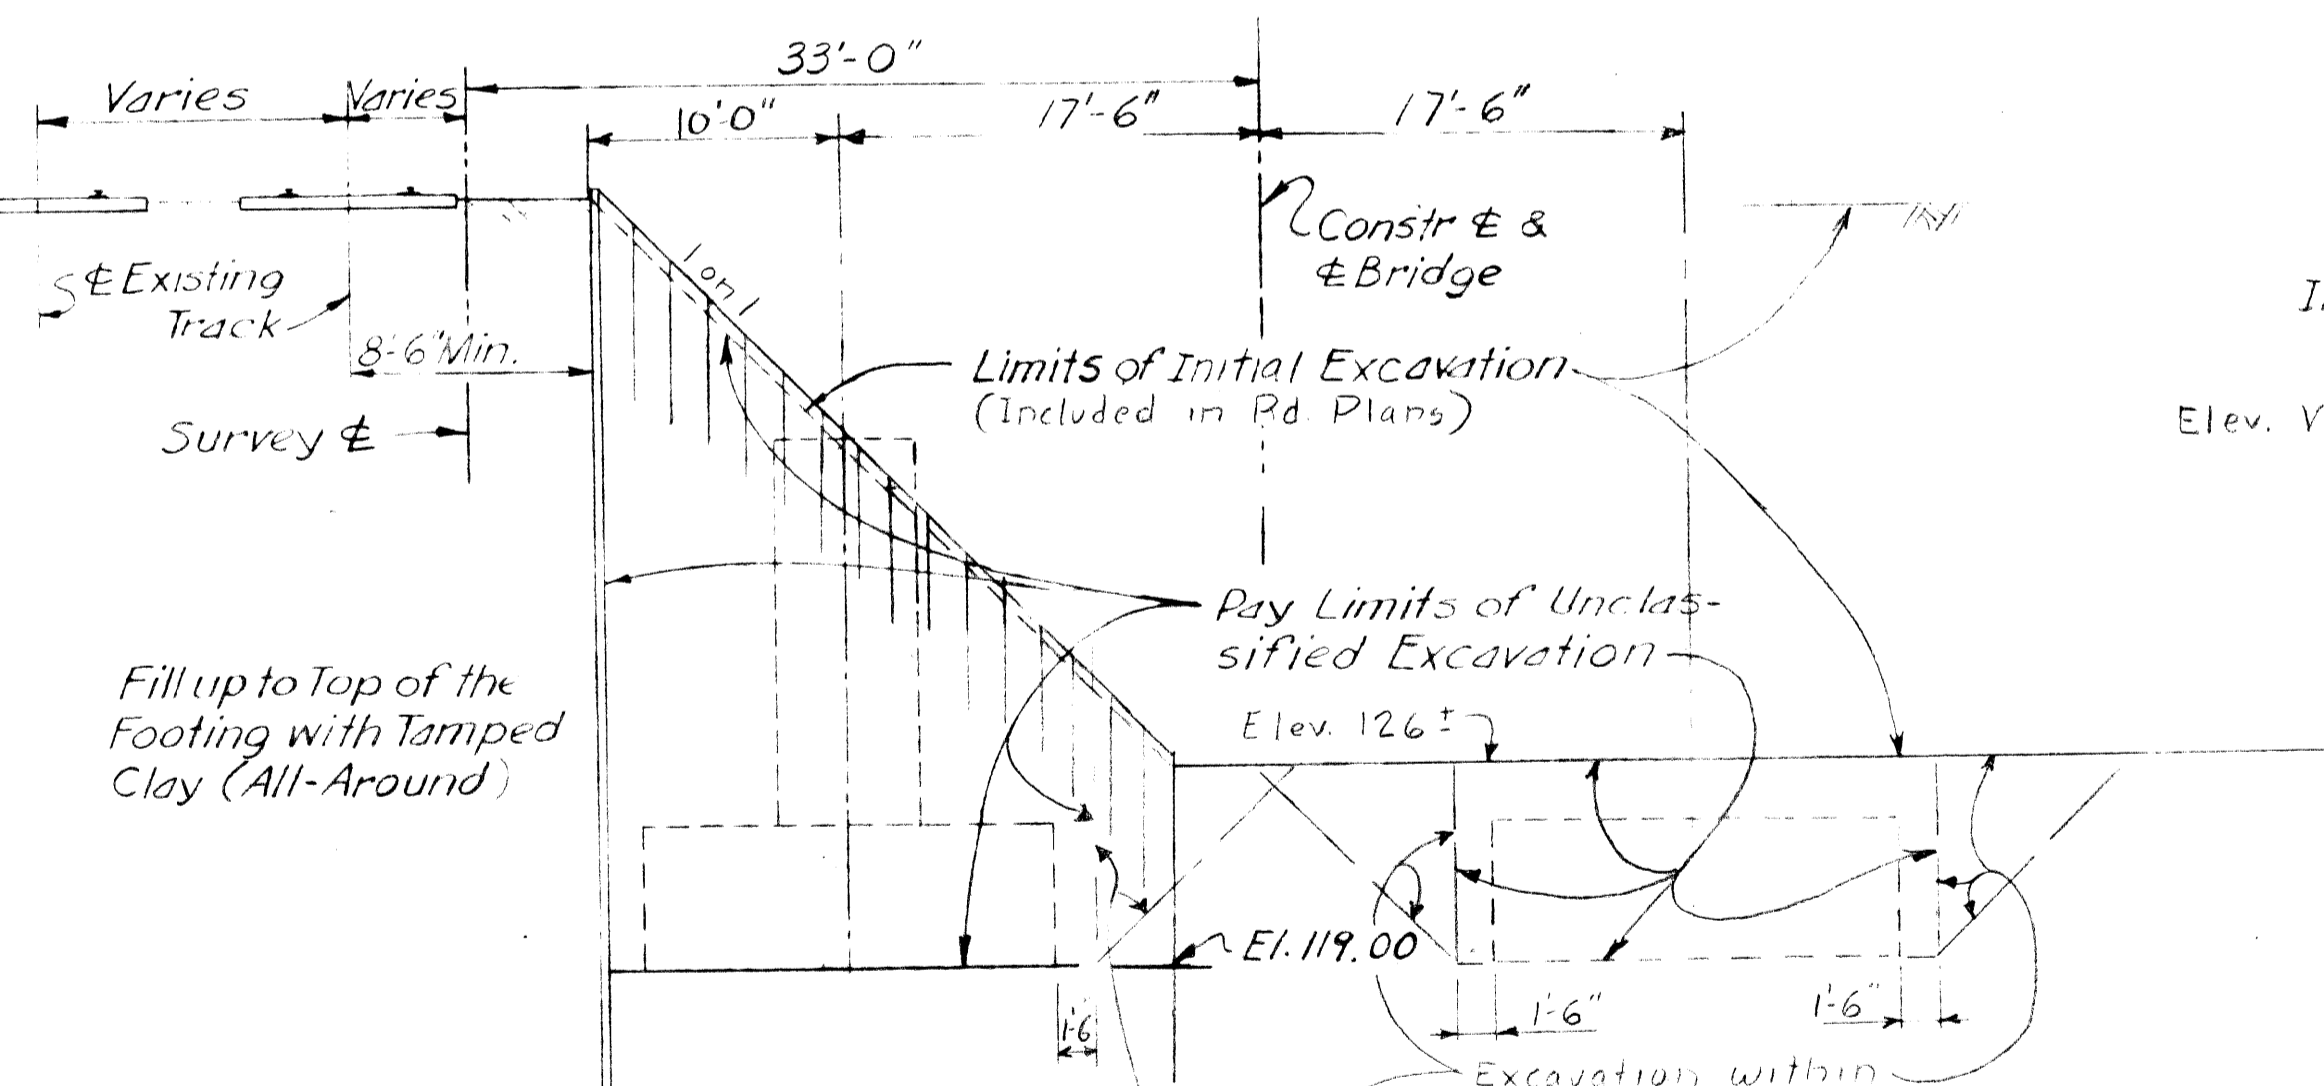 33'-0"
Varies
Varies
10'-0"
17'-6"
17'-6"
Constr ℄ &
℄ Bridge
℄ Existing
Track
1 on 1
8'-6" Min.
Limits of Initial Excavation
(Included in Rd. Plans)
Elev.
Survey ℄
Pay Limits of Unclas-
sified Excavation
Fill up to Top of the
Footing with Tamped
Clay (All-Around)
Elev. 126±
El. 119.00
1'-6"
1'-6"
1'-6
Excavation within